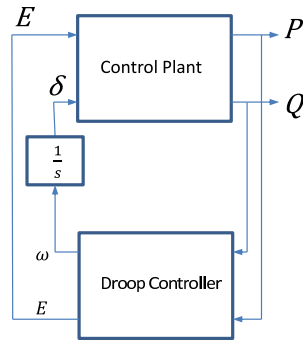 E
P
Control Plant
δ
Q
1
s
ω
Droop Controller
E